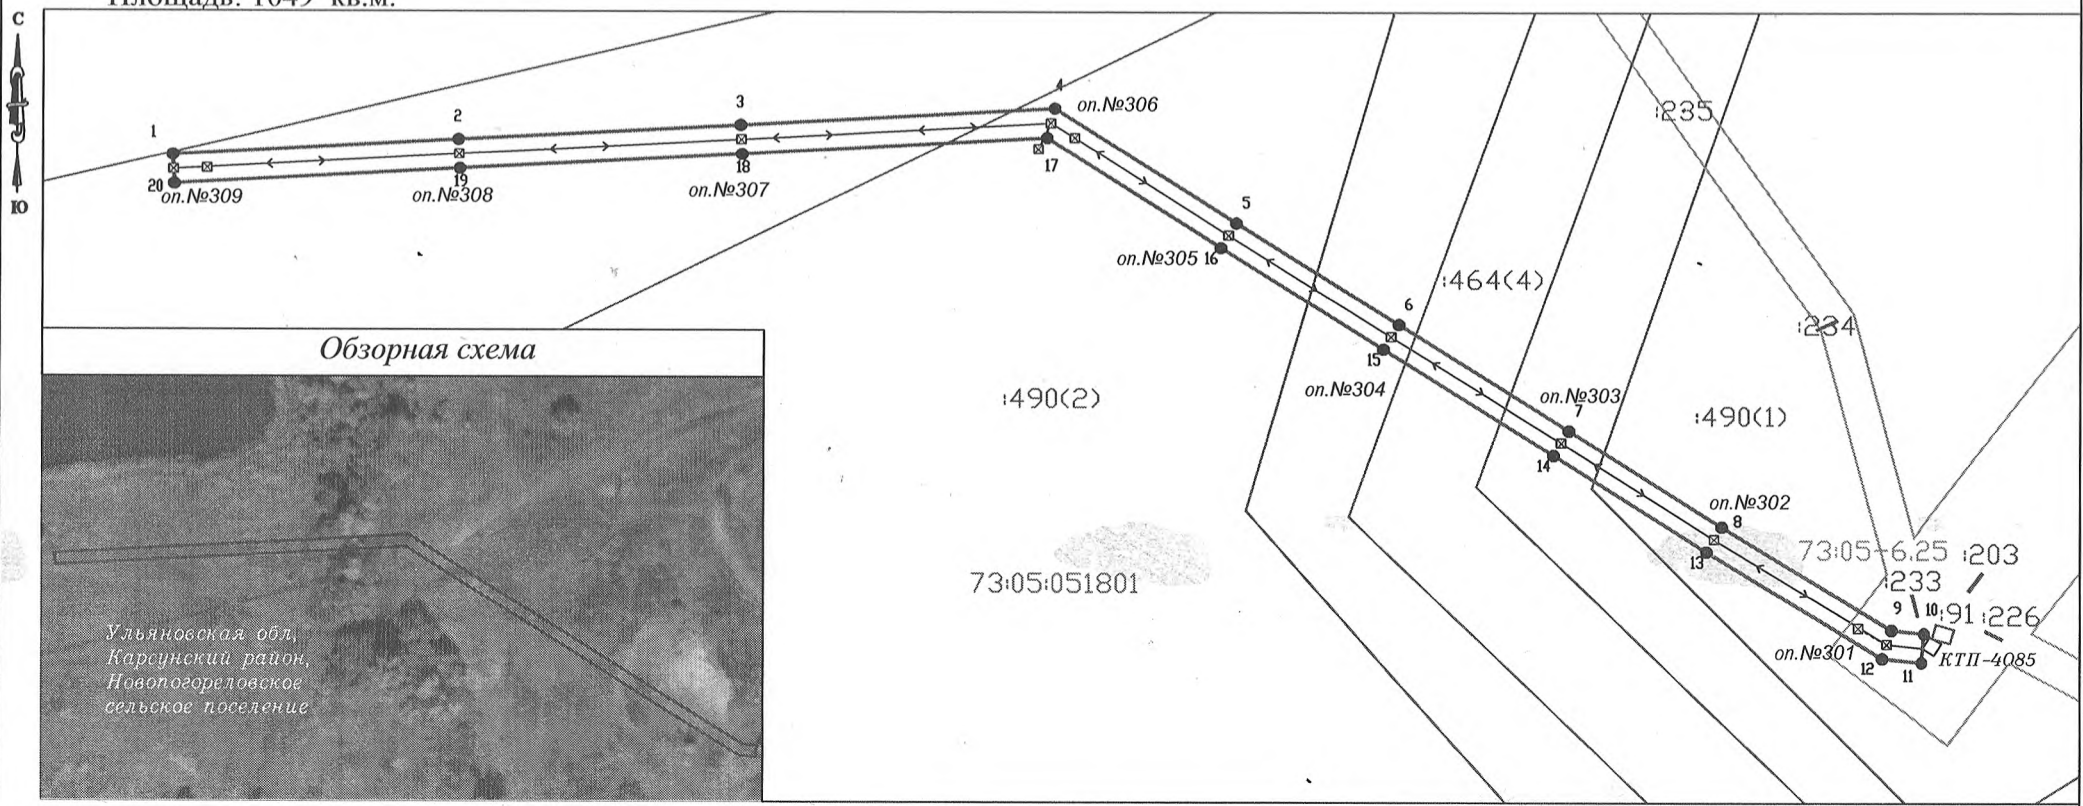 Площадь: 1049 кв.м.
С
Ю
1
2
3
4
оп.№306
20
оп.№309
19
оп.№308
18
оп.№307
17
5
оп.№305
16
6
15
оп.№304
оп.№303
7
14
оп.№302
8
13
9
10
оп.№301
12
11
КТП-4085
:235
:464(4)
:234
:490(2)
:490(1)
73:05:051801
73:05-6.25
:203
:233
:91
:226
Обзорная схема
Ульяновская обл,
Карсунский район,
Новопогореловское
сельское поселение